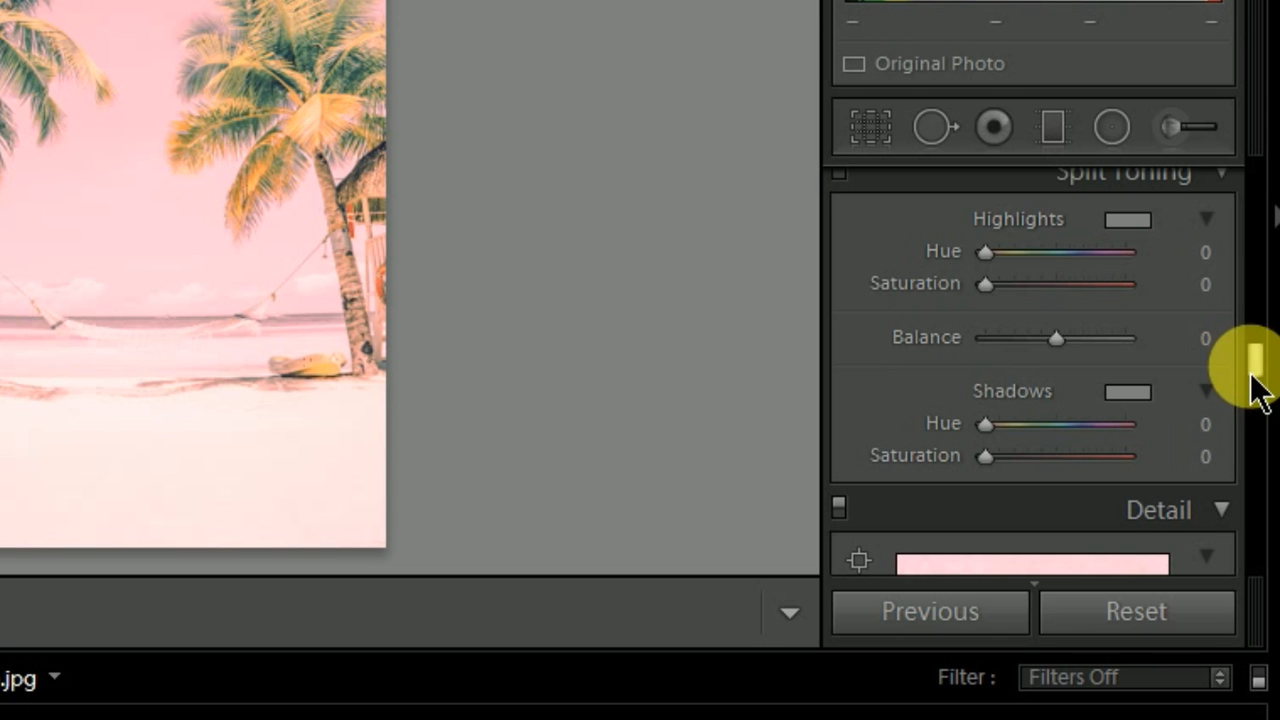 Original Photo
Split Toning
Highlights
Hue 0
Saturation 0
Balance 0
Shadows
Hue 0
Saturation 0
Detail
Previous Reset
.jpg Filter : Filters Off